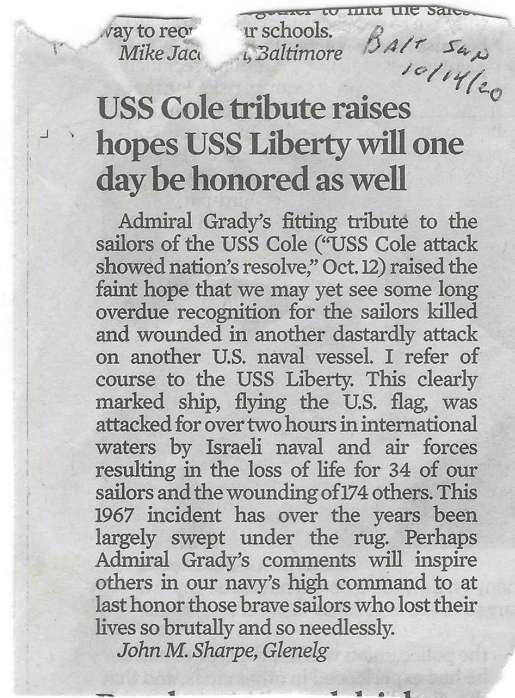 gether to find the safest
way to reo r schools.
Mike Jac , Baltimore
Balt Sun
10/14/20
USS Cole tribute raises
hopes USS Liberty will one
day be honored as well
Admiral Grady's fitting tribute to the
sailors of the USS Cole (“USS Cole attack
showed nation's resolve,” Oct. 12) raised the
faint hope that we may yet see some long
overdue recognition for the sailors killed
and wounded in another dastardly attack
on another U.S. naval vessel. I refer of
course to the USS Liberty. This clearly
marked ship, flying the U.S. flag, was
attacked for over two hours in international
waters by Israeli naval and air forces
resulting in the loss of life for 34 of our
sailors and the wounding of 174 others. This
1967 incident has over the years been
largely swept under the rug. Perhaps
Admiral Grady's comments will inspire
others in our navy's high command to at
last honor those brave sailors who lost their
lives so brutally and so needlessly.
John M. Sharpe, Glenelg